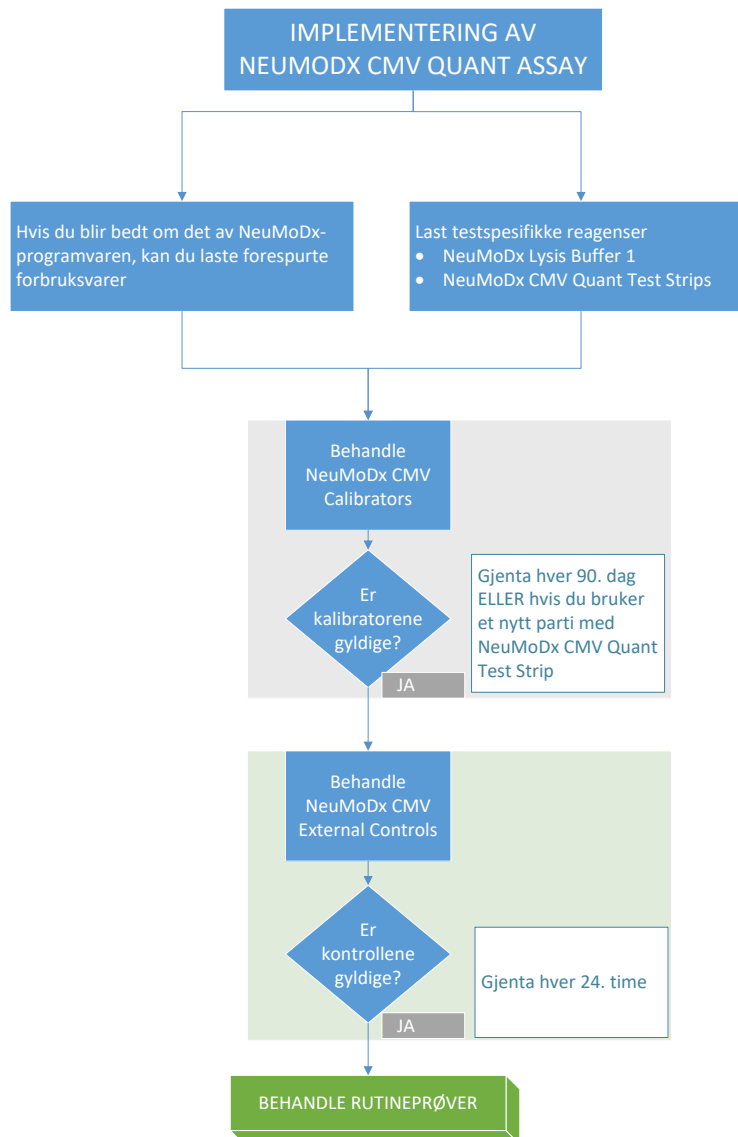 IMPLEMENTERING AV
NEUMODX CMV QUANT ASSAY
Hvis du blir bedt om det av NeuMoDx-
programvaren, kan du laste forespurte
forbruksvarer
Last testspesifikke reagenser
• NeuMoDx Lysis Buffer 1
• NeuMoDx CMV Quant Test Strips
Behandle
NeuMoDx CMV
Calibrators
Er
kalibratorene
gyldige?
Gjenta hver 90. dag
ELLER hvis du bruker
et nytt parti med
NeuMoDx CMV Quant
Test Strip
JA
Behandle
NeuMoDx CMV
External Controls
Er
kontrollene
gyldige?
Gjenta hver 24. time
JA
BEHANDLE RUTINEPRØVER